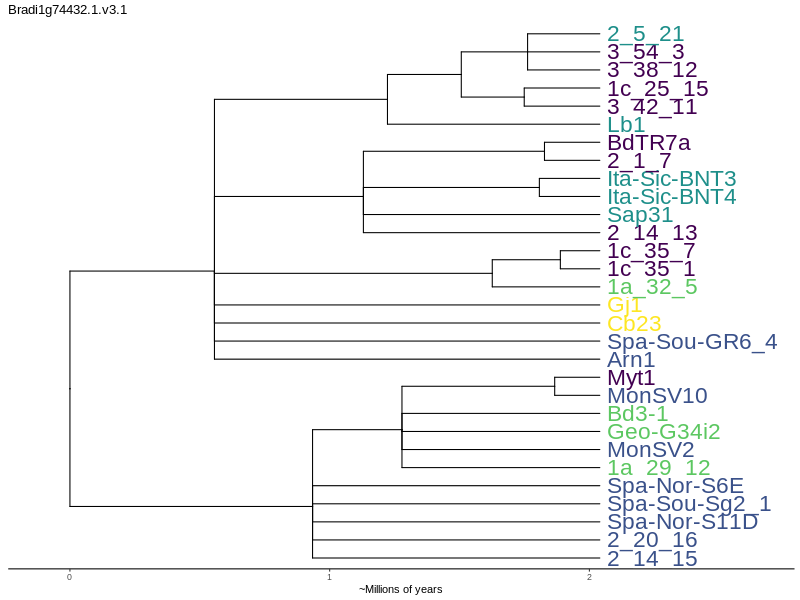 Bradi1g74432.1.v3.1
2_5_21
3_54_3
3_38_12
1c_25_15
3_42_11
Lb1
BdTR7a
2_1_7
Ita-Sic-BNT3
Ita-Sic-BNT4
Sap31
2_14_13
1c_35_7
1c_35_1
1a_32_5
Gj1
Cb23
Spa-Sou-GR6_4
Arn1
Myt1
MonSV10
Bd3-1
Geo-G34i2
MonSV2
1a_29_12
Spa-Nor-S6E
Spa-Sou-Sg2_1
Spa-Nor-S11D
2_20_16
2_14_15
0 1 2
~Millions of years